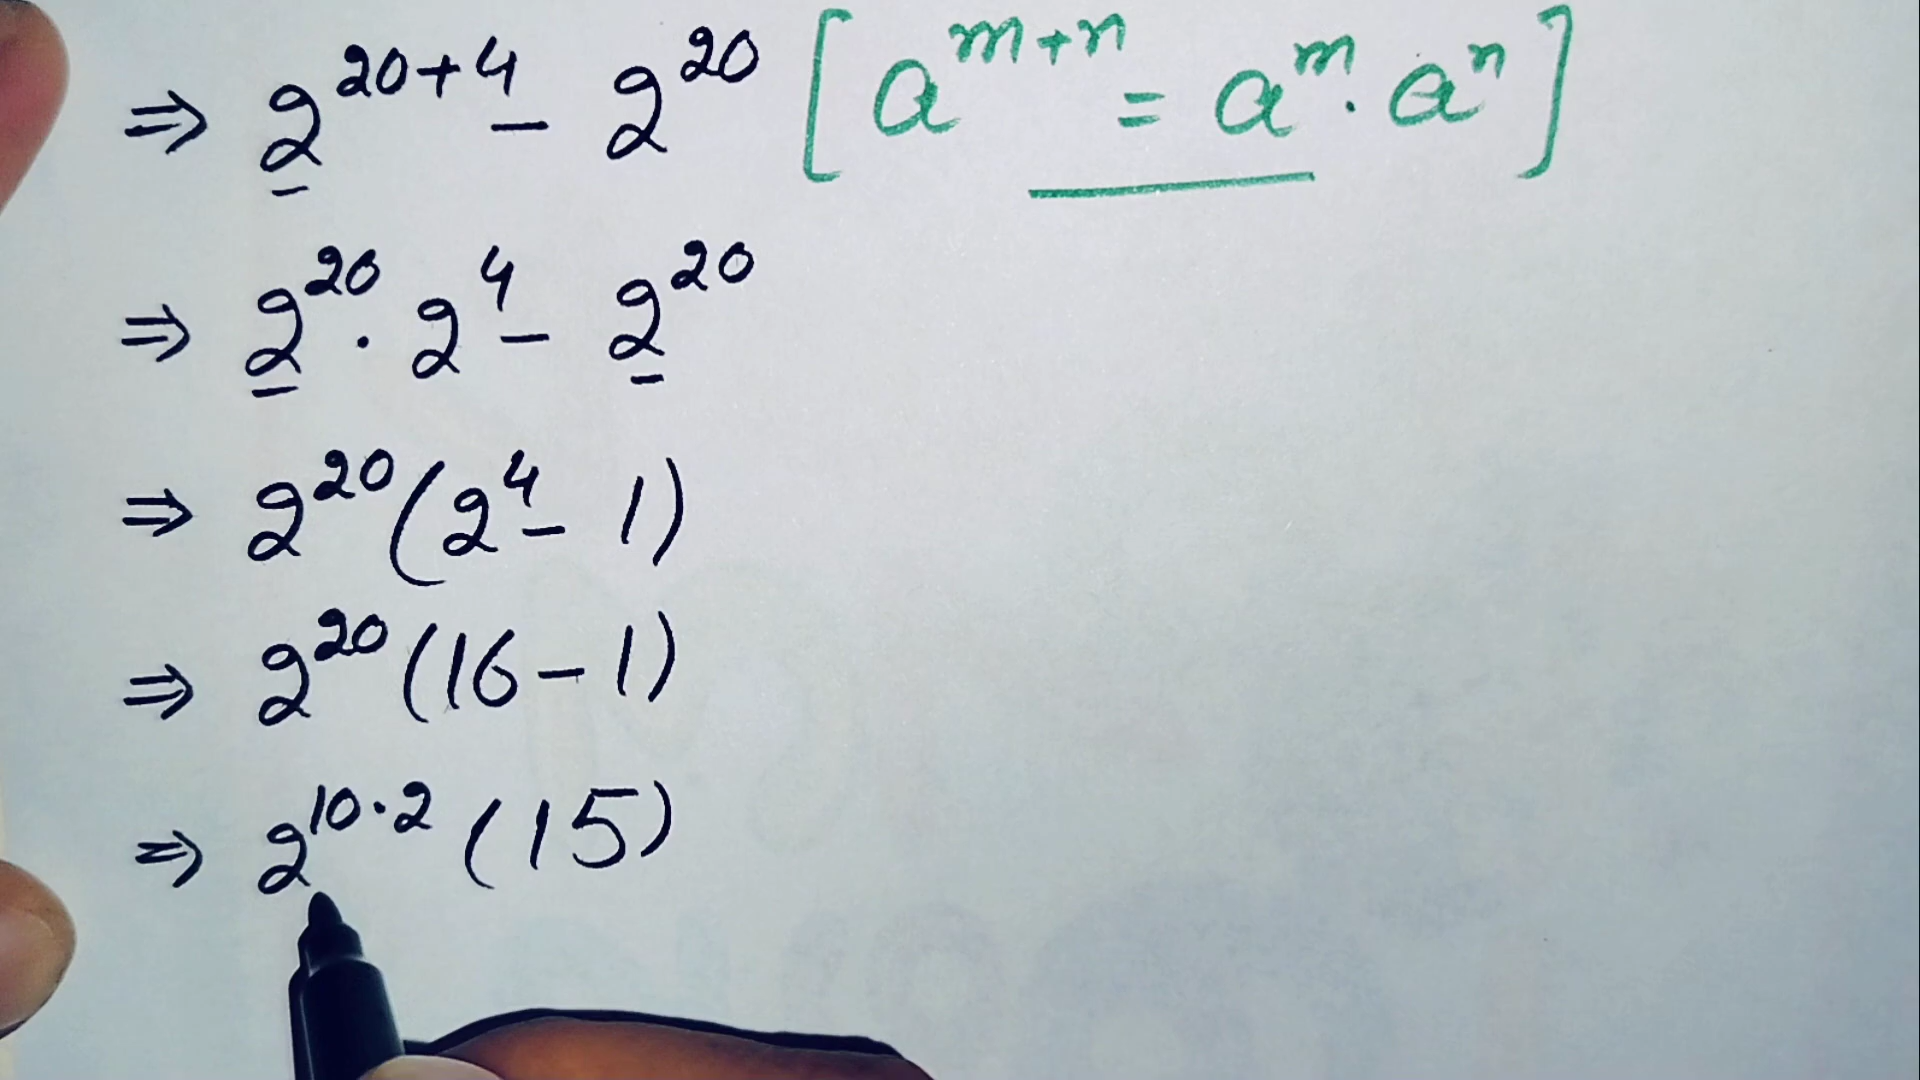 ⇒ 2^{20+4} - 2^{20} [a^{m+n} = a^m · a^n]
⇒ 2^{20} · 2^4 - 2^{20}
⇒ 2^{20} (2^4 - 1)
⇒ 2^{20} (16 - 1)
⇒ 2^{10·2} (15)